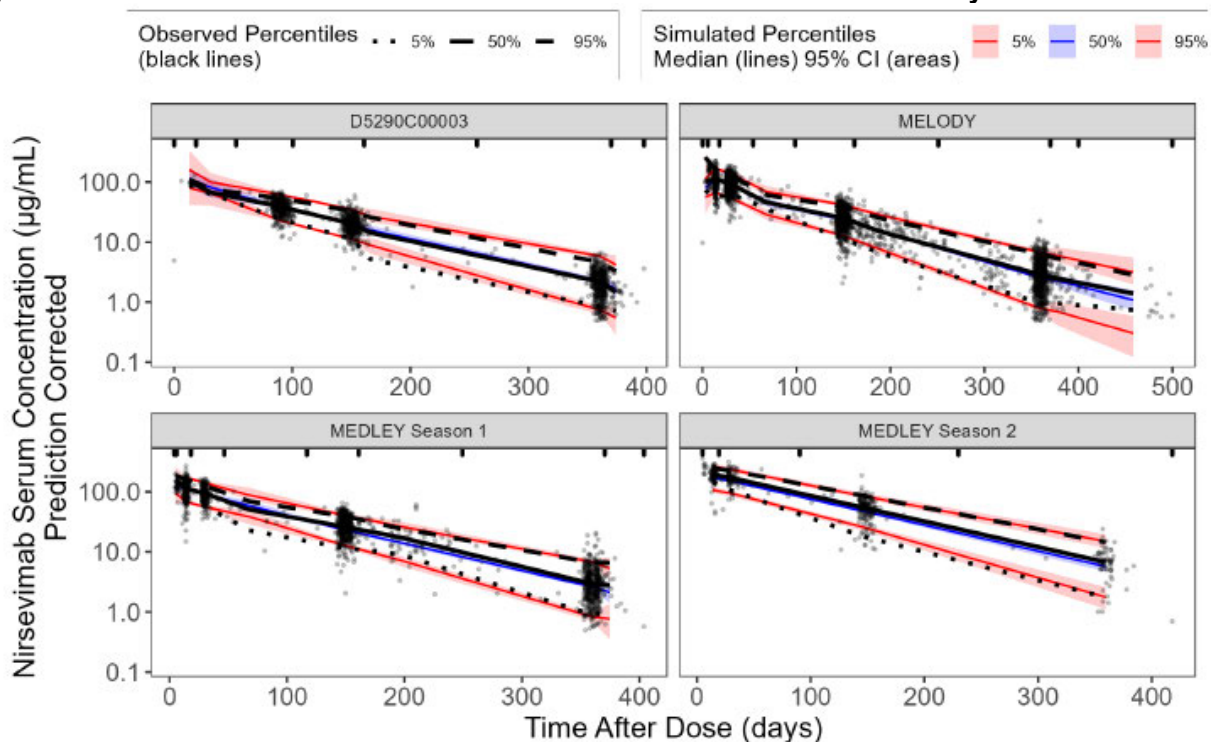 Observed Percentiles
(black lines)
5% 50% 95%
Simulated Percentiles
Median (lines) 95% CI (areas)
5% 50% 95%
Nirsevimab Serum Concentration (µg/mL)
Prediction Corrected
D5290C00003
MELODY
100.0
10.0
1.0
0.1
0 100 200 300 400
0 100 200 300 400 500
MEDLEY Season 1
MEDLEY Season 2
100.0
10.0
1.0
0.1
0 100 200 300 400
0 100 200 300 400
Time After Dose (days)